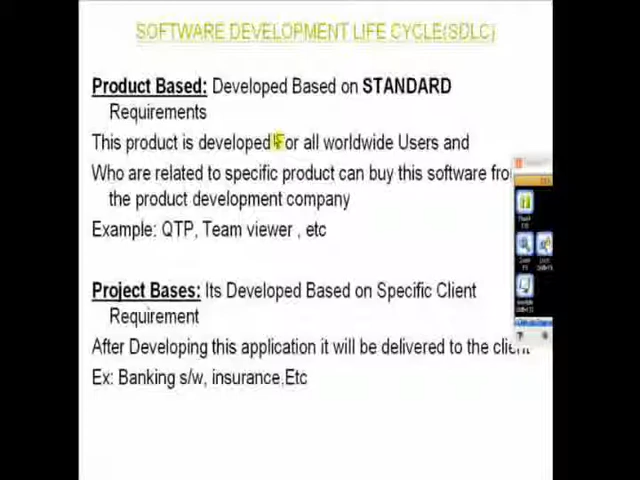 SOFTWARE DEVELOPMENT LIFE CYCLE(SDLC)
Product Based: Developed Based on STANDARD
Requirements
This product is developed For all worldwide Users and
Who are related to specific product can buy this software from
the product development company
Example: QTP, Team viewer , etc
Project Bases: Its Developed Based on Specific Client
Requirement
After Developing this application it will be delivered to the client
Ex: Banking s/w, insurance,Etc